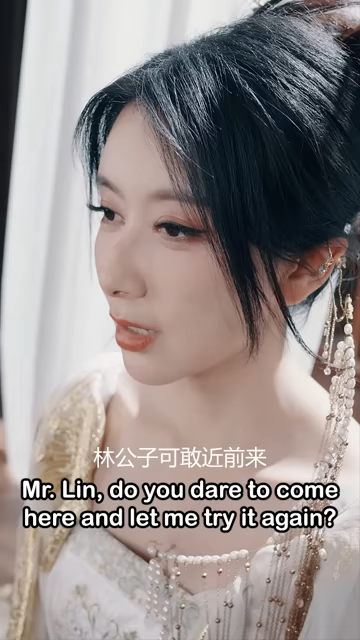 林公子可敢近前来
Mr. Lin, do you dare to come
here and let me try it again?